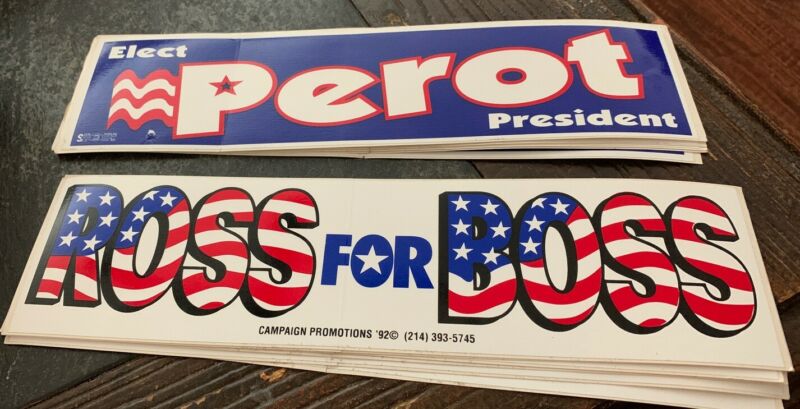 Elect
Perot
President
ROSS FOR BOSS
CAMPAIGN PROMOTIONS '92© (214) 393-5745